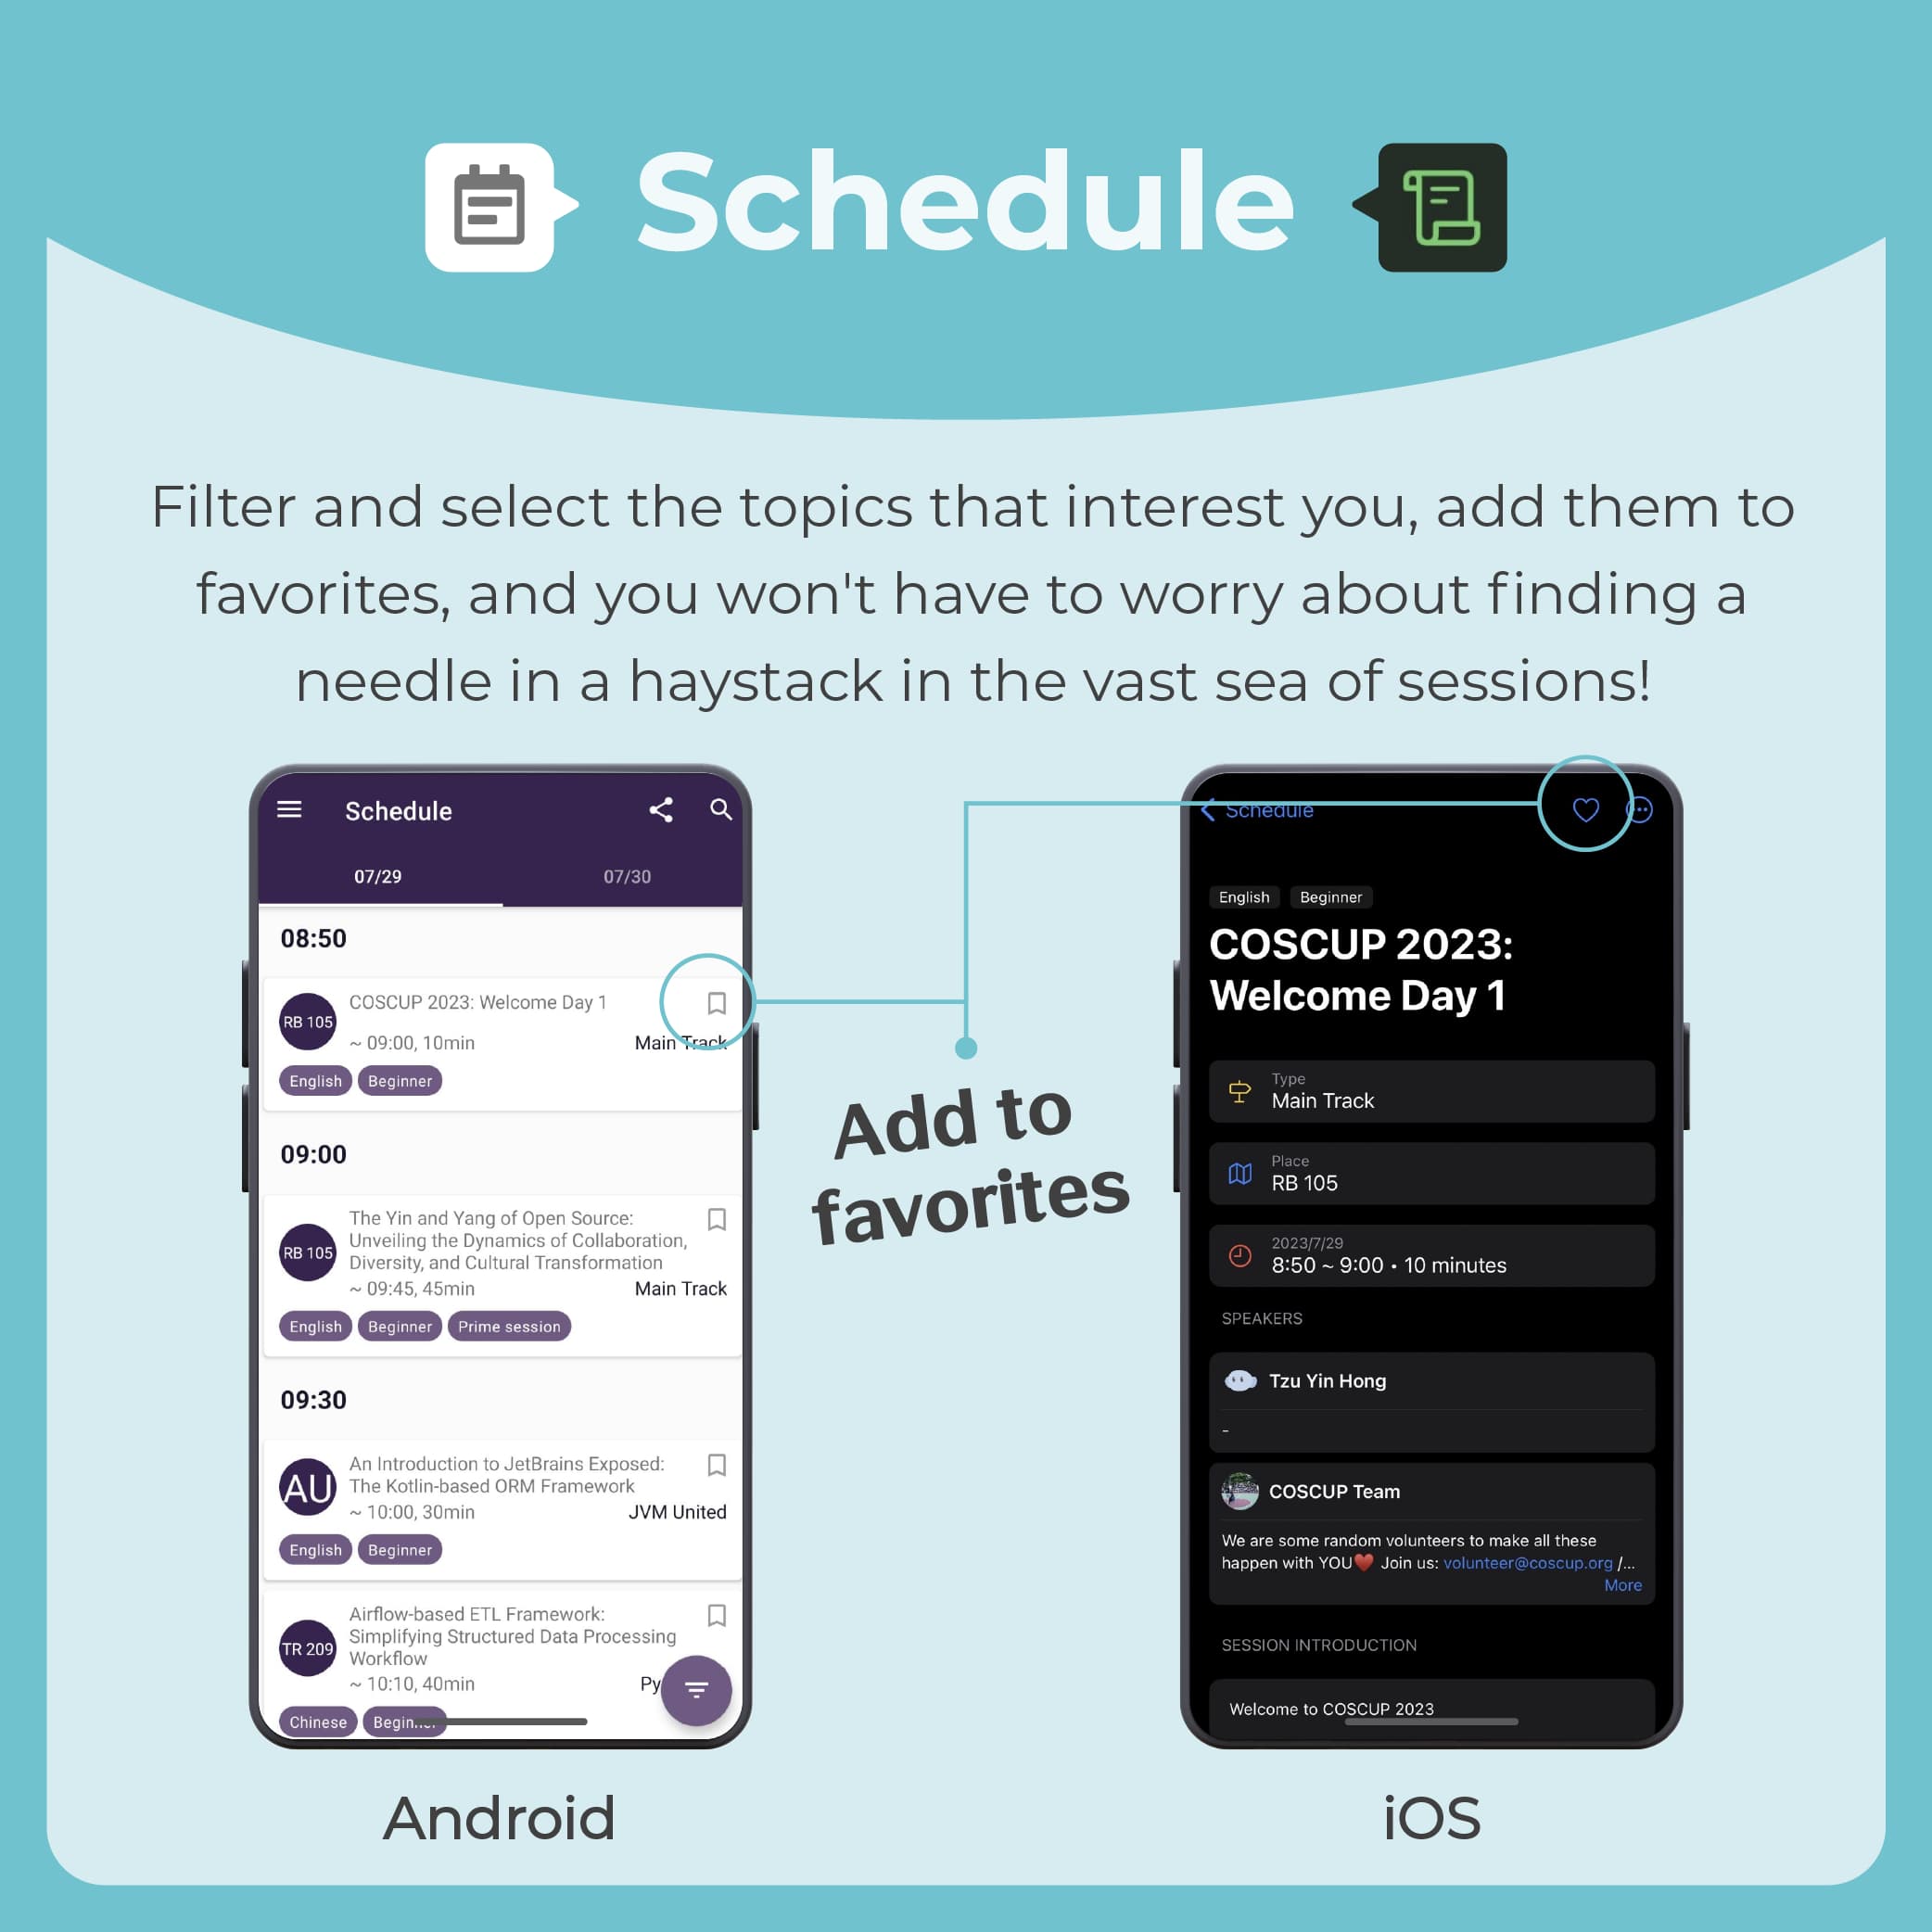 Schedule
Filter and select the topics that interest you, add them to
favorites, and you won't have to worry about finding a
needle in a haystack in the vast sea of sessions!
Schedule
07/29 07/30
08:50
RB 105
COSCUP 2023: Welcome Day 1
~ 09:00, 10min Main Track
English Beginner
09:00
RB 105
The Yin and Yang of Open Source:
Unveiling the Dynamics of Collaboration,
Diversity, and Cultural Transformation
~ 09:45, 45min Main Track
English Beginner Prime session
09:30
AU
An Introduction to JetBrains Exposed:
The Kotlin-based ORM Framework
~ 10:00, 30min JVM United
English Beginner
TR 209
Airflow-based ETL Framework:
Simplifying Structured Data Processing
Workflow
~ 10:10, 40min Py
Chinese Beginner
Android
Add to
favorites
Schedule
English Beginner
COSCUP 2023:
Welcome Day 1
Type
Main Track
Place
RB 105
2023/7/29
8:50 ~ 9:00 • 10 minutes
SPEAKERS
Tzu Yin Hong
-
COSCUP Team
We are some random volunteers to make all these
happen with YOU❤️ Join us: volunteer@coscup.org /...
More
SESSION INTRODUCTION
Welcome to COSCUP 2023
iOS